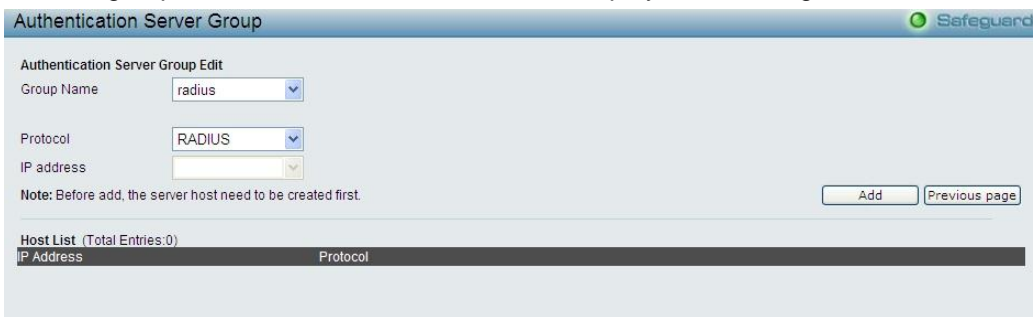 Authentication Server Group
Safeguard
Authentication Server Group Edit
Group Name radius
Protocol RADIUS
IP address
Note: Before add, the server host need to be created first.
Add Previous page
Host List (Total Entries:0)
IP Address Protocol